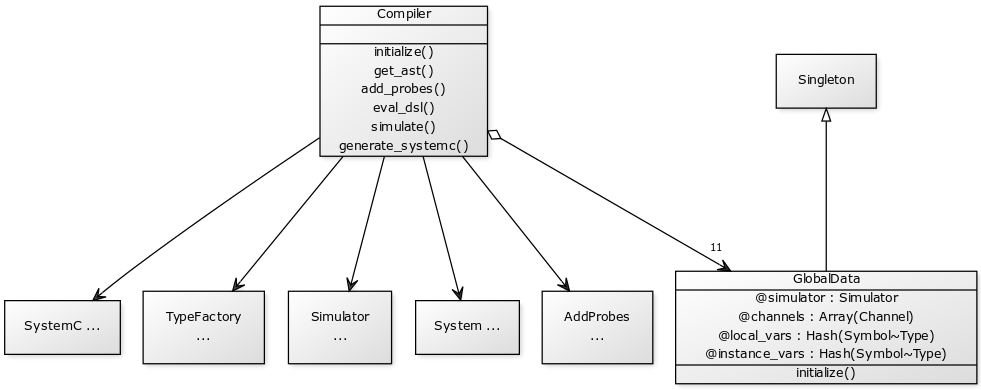 Compiler
initialize()
get_ast()
add_probes()
eval_dsl()
simulate()
generate_systemc()
Singleton
11
SystemC ...
TypeFactory
...
Simulator
...
System ...
AddProbes
...
GlobalData
@simulator : Simulator
@channels : Array(Channel)
@local_vars : Hash(Symbol~Type)
@instance_vars : Hash(Symbol~Type)
initialize()